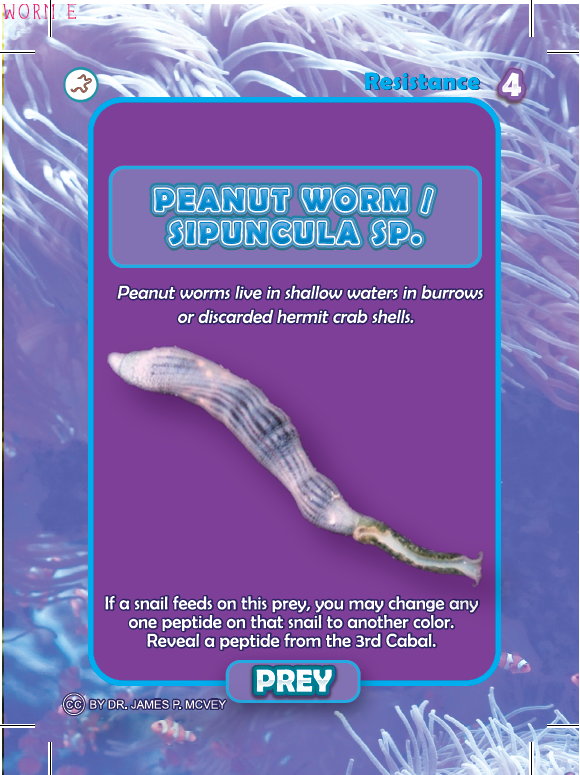 WORM E
Resistance 4
PEANUT WORM /
SIPUNCULA SP.
Peanut worms live in shallow waters in burrows
or discarded hermit crab shells.
If a snail feeds on this prey, you may change any
one peptide on that snail to another color.
Reveal a peptide from the 3rd Cabal.
PREY
CC BY DR. JAMES P. MCVEY